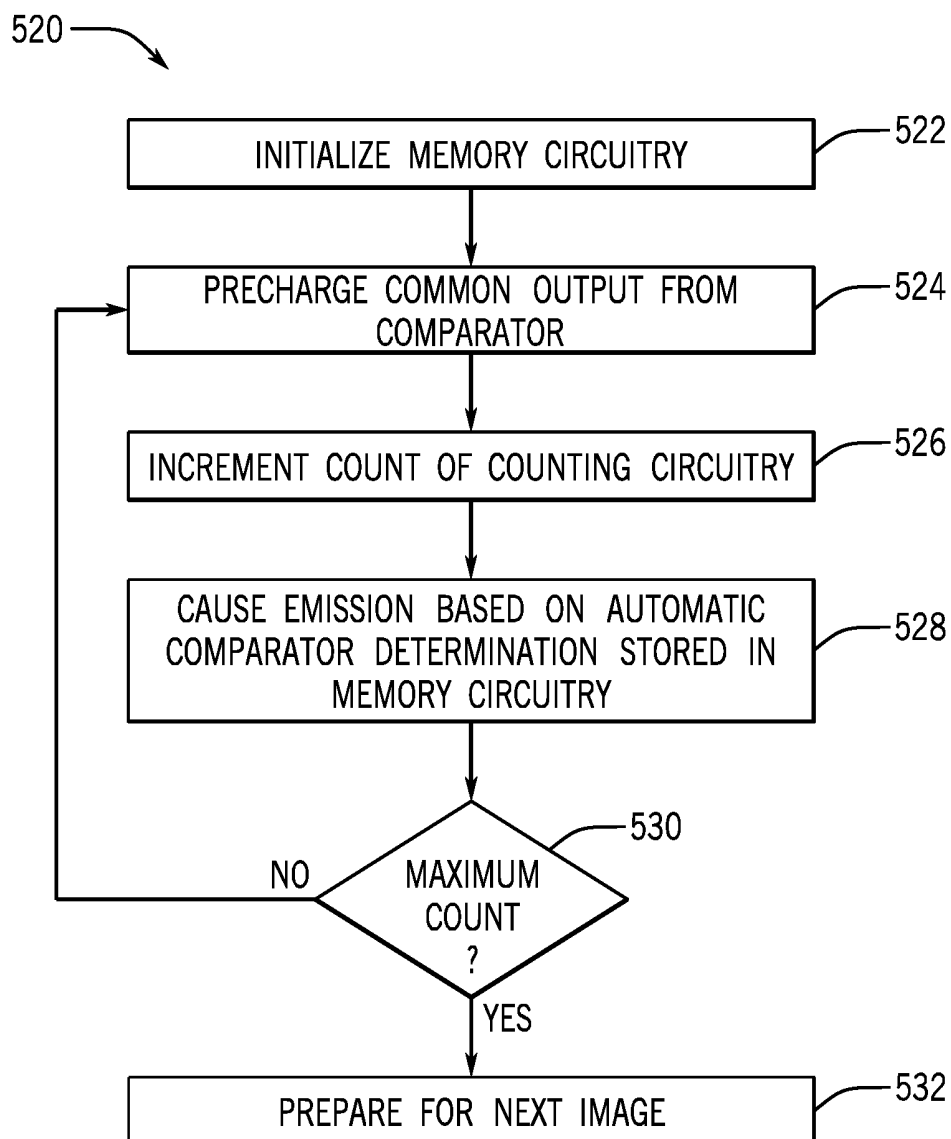 520
INITIALIZE MEMORY CIRCUITRY
522
PRECHARGE COMMON OUTPUT FROM
COMPARATOR
524
INCREMENT COUNT OF COUNTING CIRCUITRY
526
CAUSE EMISSION BASED ON AUTOMATIC
COMPARATOR DETERMINATION STORED IN
MEMORY CIRCUITRY
528
530
NO
MAXIMUM
COUNT
?
YES
PREPARE FOR NEXT IMAGE
532